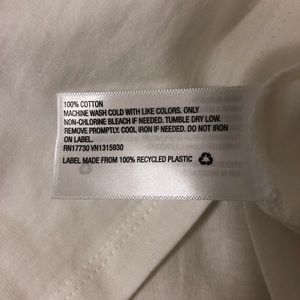 100% COTTON
MACHINE WASH COLD WITH LIKE COLORS. ONLY
NON-CHLORINE BLEACH IF NEEDED. TUMBLE DRY LOW.
REMOVE PROMPTLY. COOL IRON IF NEEDED. DO NOT IRON
ON LABEL.
RN17730 VN1315930
LABEL MADE FROM 100% RECYCLED PLASTIC